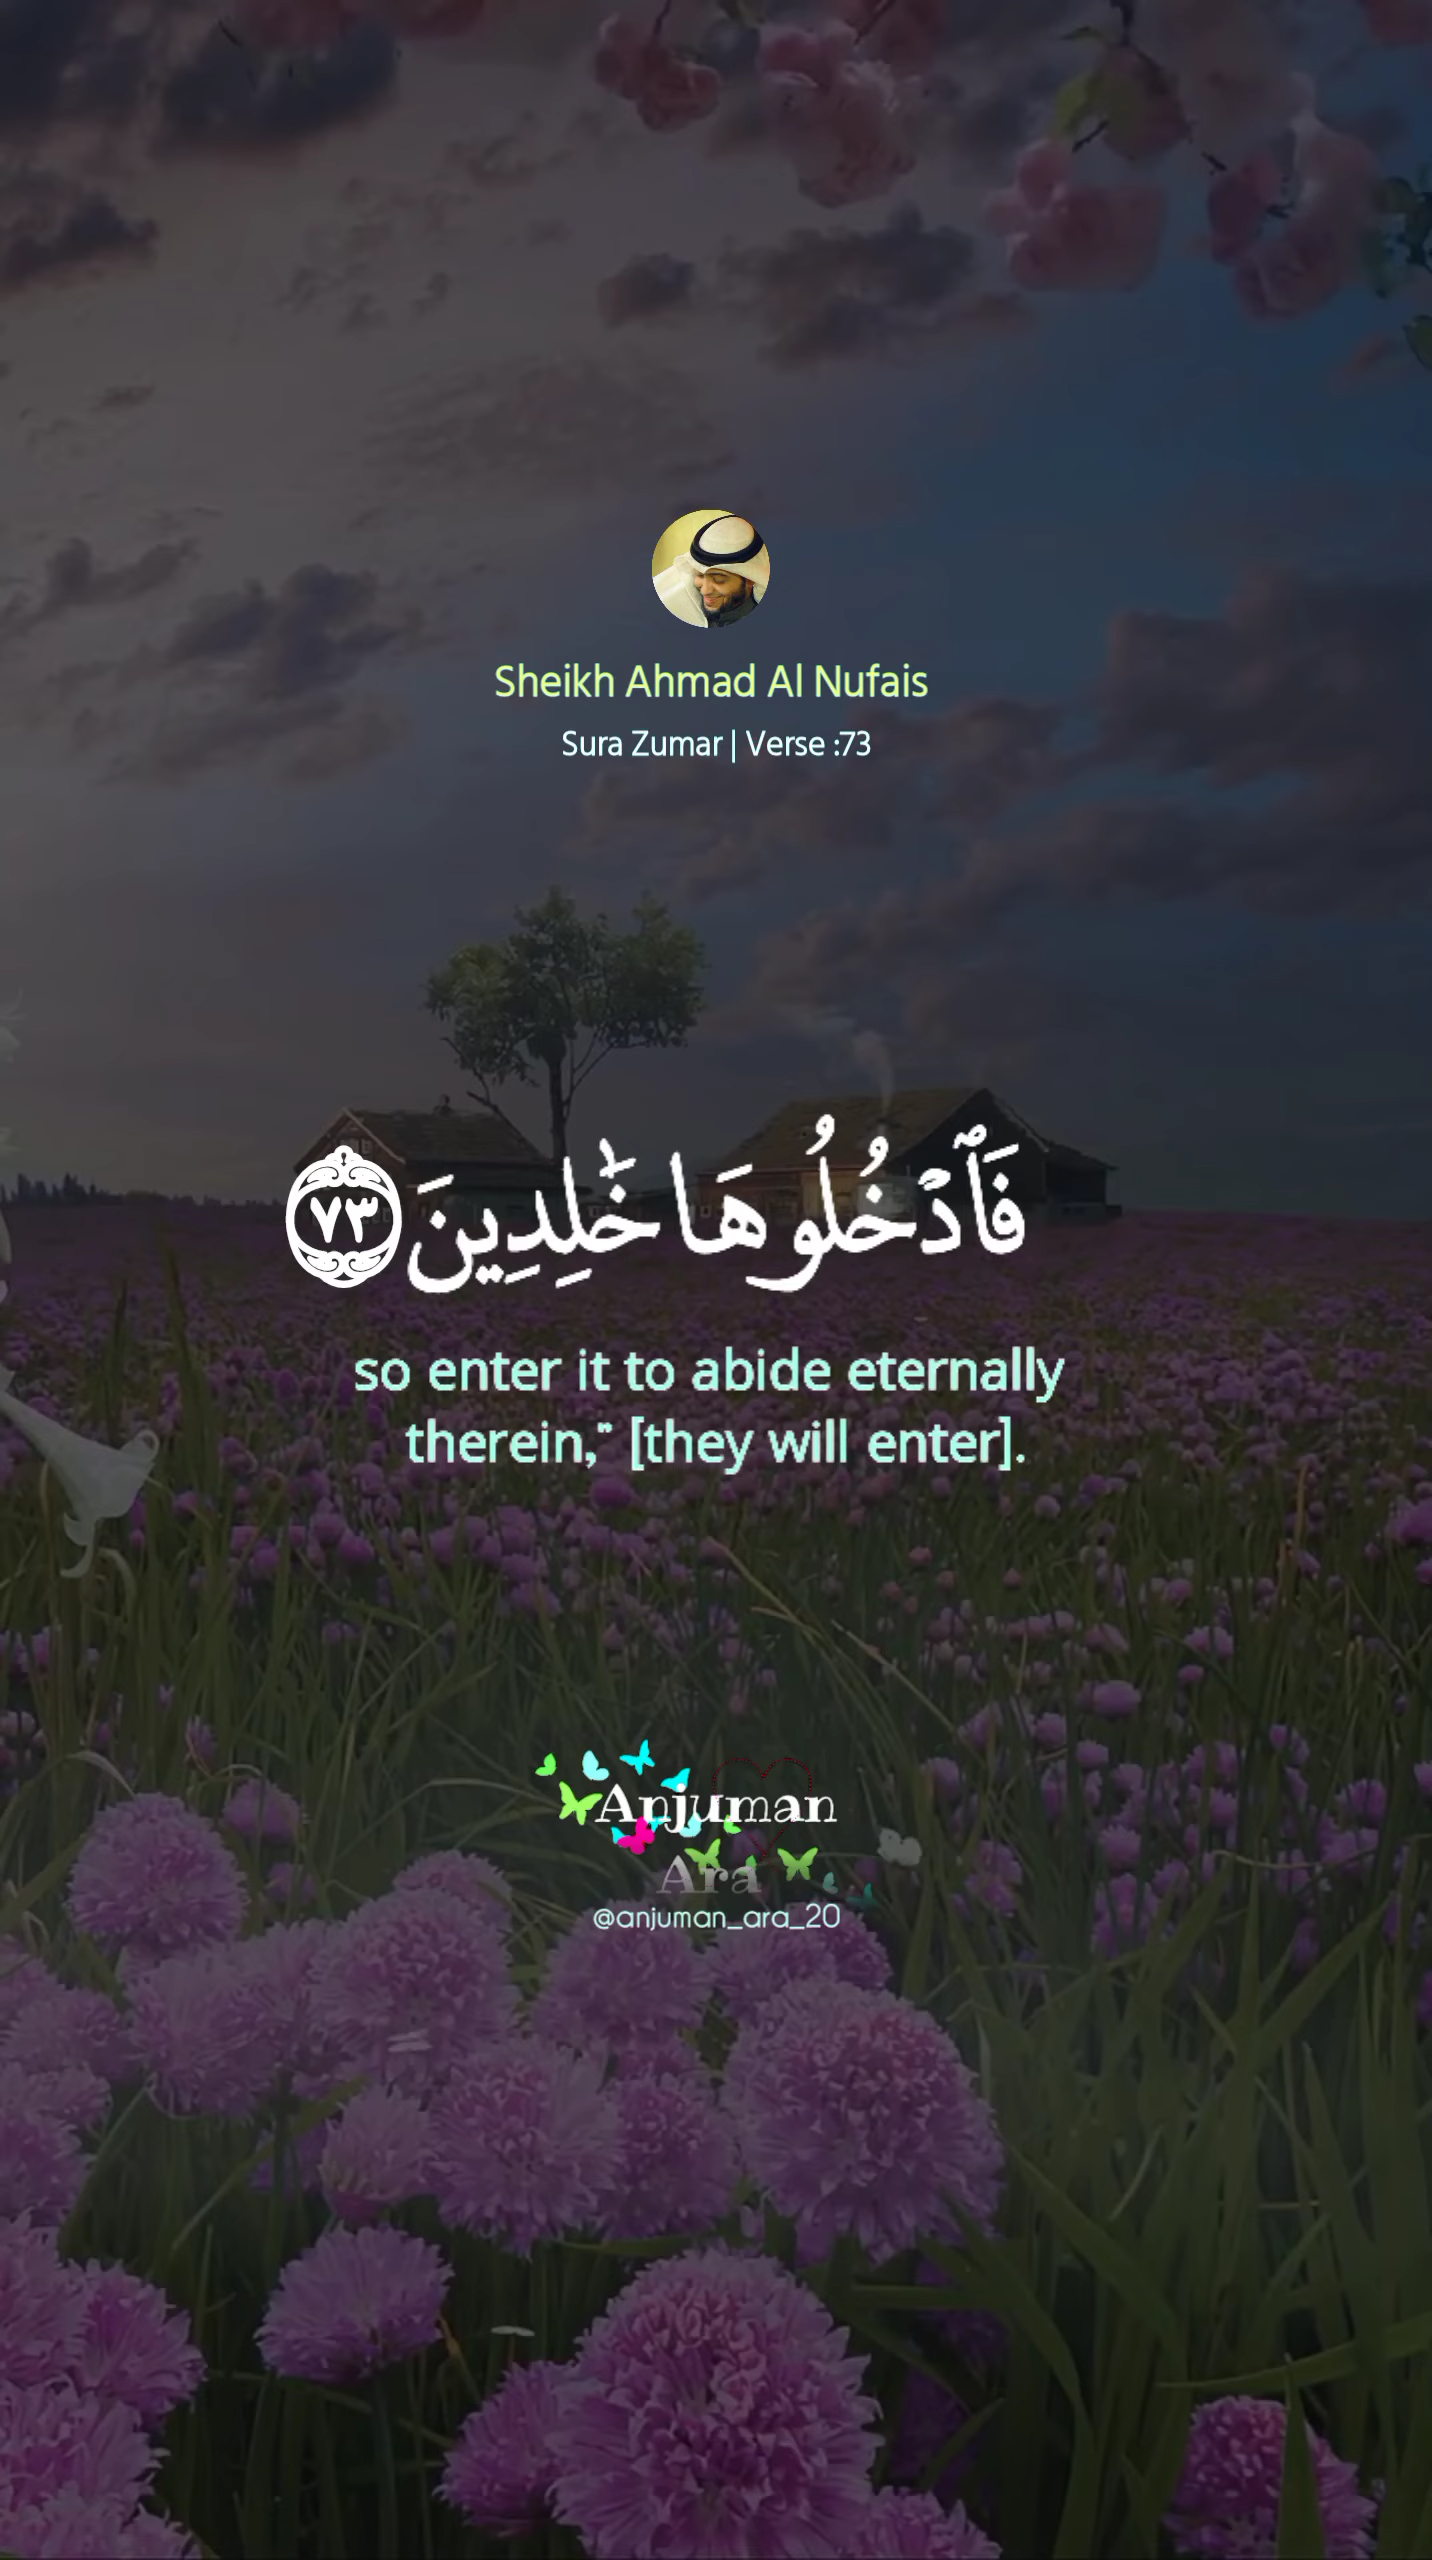 Sheikh Ahmad Al Nufais
Sura Zumar | Verse :73
فَٱدْخُلُوهَا خَٰلِدِينَ ٧٣
so enter it to abide eternally
therein," [they will enter].
Anjuman
Ara
@anjuman_ara_20